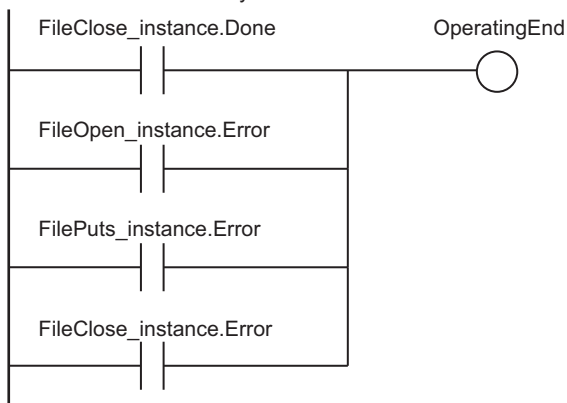 FileClose_instance.Done OperatingEnd
FileOpen_instance.Error
FilePuts_instance.Error
FileClose_instance.Error